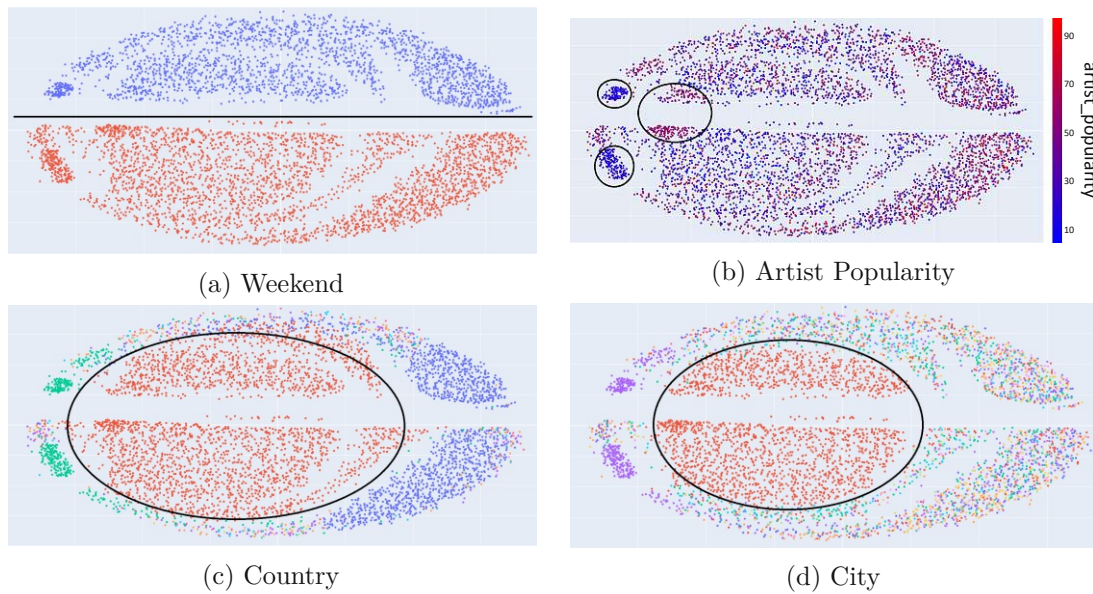 90
70
50
30
10
artist_popularity
(a) Weekend
(b) Artist Popularity
(c) Country
(d) City